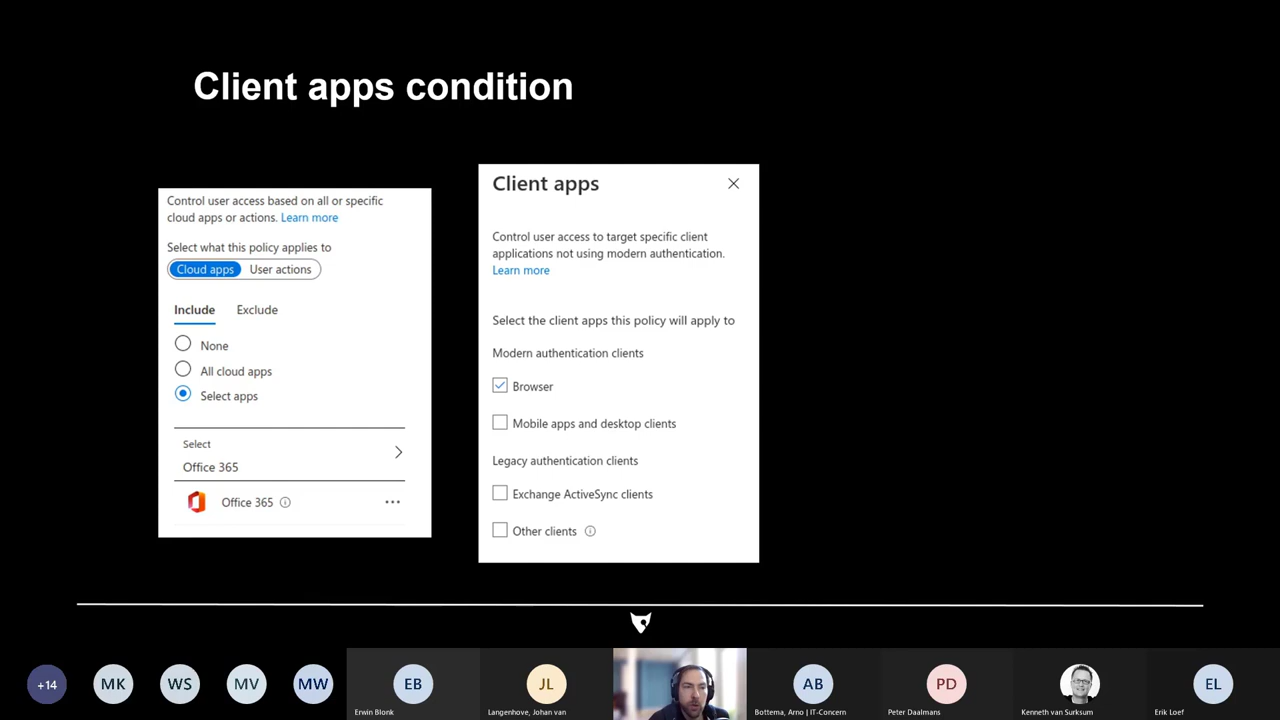 Client apps condition
Control user access based on all or specific
cloud apps or actions. Learn more
Select what this policy applies to
Cloud apps User actions
Include Exclude
None
All cloud apps
Select apps
Select
Office 365
Office 365
Client apps
Control user access to target specific client
applications not using modern authentication.
Learn more
Select the client apps this policy will apply to
Modern authentication clients
Browser
Mobile apps and desktop clients
Legacy authentication clients
Exchange ActiveSync clients
Other clients
+14
MK
WS
MV
MW
EB
Erwin Blonk
JL
Langenhove, Johan van
AB
Bottema, Arno | IT-Concern
PD
Peter Daalmans
Kenneth van Surksum
EL
Erik Loef